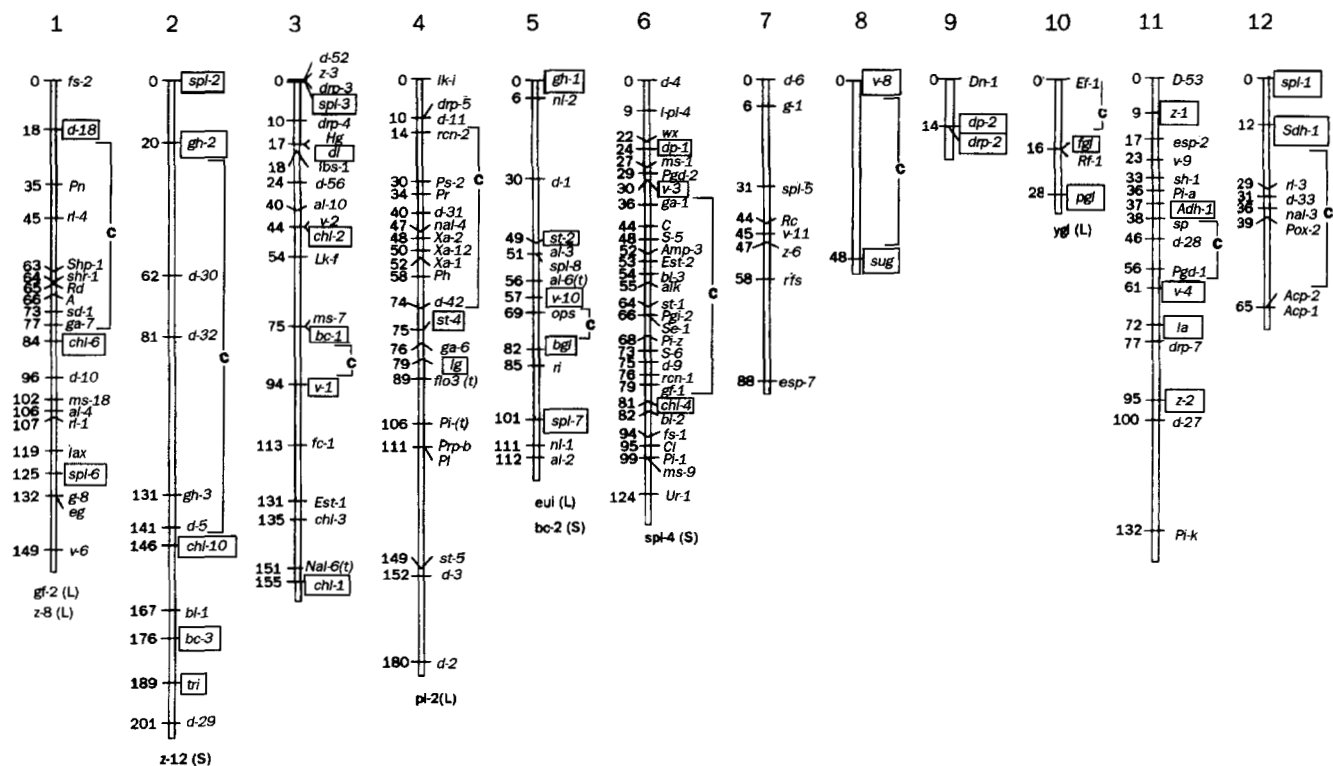 1 2 3 4 5 6 7 8 9 10 11 12
0 fs-2
18 d-18
35 Pn
45 rl-4
63 Shp-1
64 shr-1
65 Rd
66 A
73 sd-1
77 ga-7
84 chl-6
96 d-10
102 ms-18
106 al-4
107 rl-1
119 lax
125 spl-6
132 g-8
eg
149 v-6
c
gf-2 (L)
z-8 (L)
0 spl-2
20 gh-2
62 d-30
81 d-32
131 gh-3
141 d-5
146 chl-10
167 bl-1
176 bc-3
189 tri
201 d-29
c
z-12 (S)
d-52
z-3
0 drp-3
spl-3
10 drp-4
17 Hg
dl
18 lbs-1
24 d-56
40 al-10
44 v-2
chl-2
54 Lk-f
75 ms-7
bc-1
94 v-1
113 fc-1
131 Est-1
135 chl-3
151 Nal-6(t)
155 chl-1
c
0 lk-i
drp-5
10 d-11
14 rcn-2
30 Ps-2
34 Pr
40 d-31
47 nal-4
48 Xa-2
50 Xa-12
52 Xa-1
58 Ph
74 d-42
75 st-4
76 ga-6
79 lg
89 flo3 (t)
106 Pi-(t)
111 Prp-b
Pl
149 st-5
152 d-3
180 d-2
c
pl-2(L)
0 gh-1
6 nl-2
30 d-1
49 st-2
51 al-3
spl-8
56 al-6(t)
57 v-10
69 ops
82 bgl
85 ri
101 spl-7
111 nl-1
112 al-2
c
eui (L)
bc-2 (S)
0 d-4
9 i-pl-4
22 wx
24 dp-1
27 ms-1
29 Pgd-2
30 v-3
36 ga-1
44 C
48 S-5
52 Amp-3
53 Est-2
54 bl-3
55 alk
64 st-1
66 Pgi-2
Se-1
68 Pi-z
73 S-6
75 d-9
76 rcn-1
79 gf-1
81 chl-4
82 bl-2
94 fs-1
95 Cl
99 Pi-1
ms-9
124 Ur-1
c
spl-4 (S)
0 d-6
6 g-1
31 spl-5
44 Rc
45 v-11
47 z-6
58 rfs
88 esp-7
0 v-8
48 sug
c
0 Dn-1
14 dp-2
drp-2
0 Ef-1
16 fgl
Rf-1
28 pgl
c
ygl (L)
0 D-53
9 z-1
17 esp-2
23 v-9
33 sh-1
36 Pi-a
37 Adh-1
38 sp
46 d-28
56 Pgd-1
61 v-4
72 la
77 drp-7
95 z-2
100 d-27
132 Pi-k
c
0 spl-1
12 Sdh-1
29 rl-3
31 d-33
36 nal-3
39 Pox-2
65 Acp-2
Acp-1
c